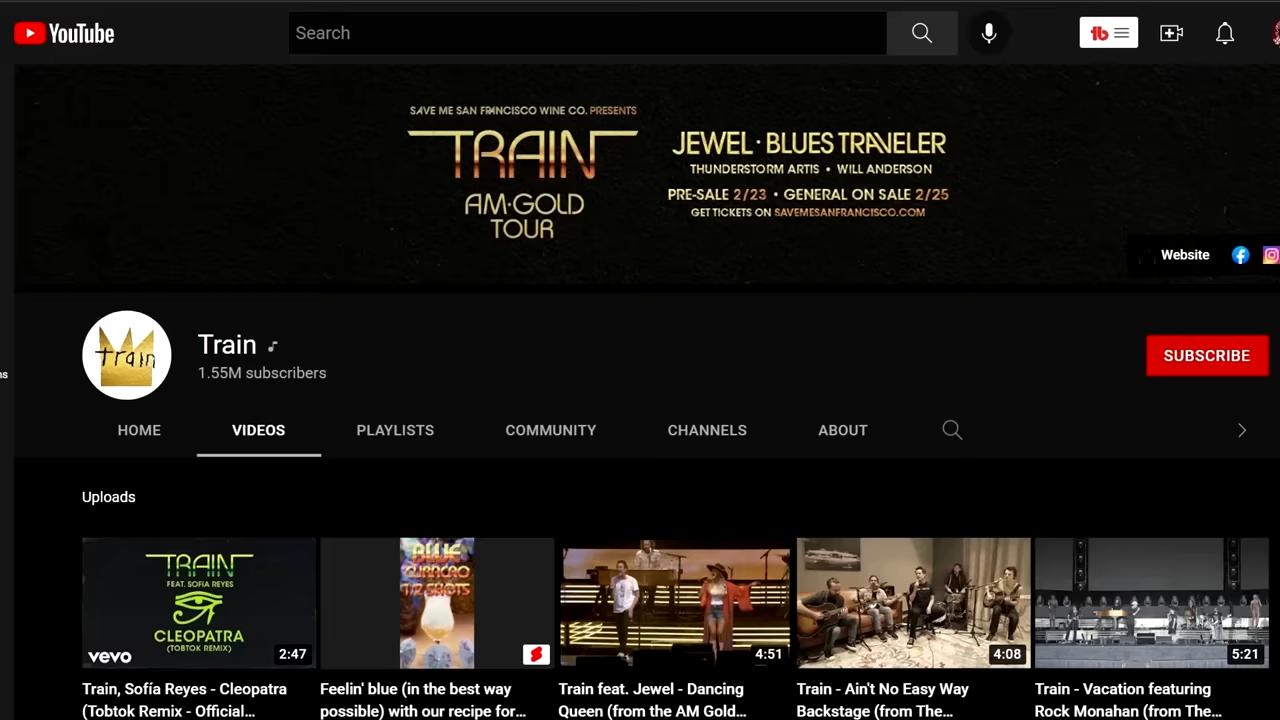 YouTube
Search
SAVE ME SAN FRANCISCO WINE CO. PRESENTS
TRAIN
AM·GOLD
TOUR
JEWEL · BLUES TRAVELER
THUNDERSTORM ARTIS • WILL ANDERSON
PRE-SALE 2/23 • GENERAL ON SALE 2/25
GET TICKETS ON SAVEMESANFRANCISCO.COM
Website
train
Train
1.55M subscribers
SUBSCRIBE
HOME VIDEOS PLAYLISTS COMMUNITY CHANNELS ABOUT
Uploads
TRAIN
FEAT. SOFIA REYES
CLEOPATRA
(TOBTOK REMIX)
vevo
2:47
BLUE
CURACAO
1/2 SHOTS
4:51
4:08
5:21
Train, Sofía Reyes - Cleopatra
(Tobtok Remix - Official...
Feelin' blue (in the best way
possible) with our recipe for...
Train feat. Jewel - Dancing
Queen (from the AM Gold...
Train - Ain't No Easy Way
Backstage (from The...
Train - Vacation featuring
Rock Monahan (from The...